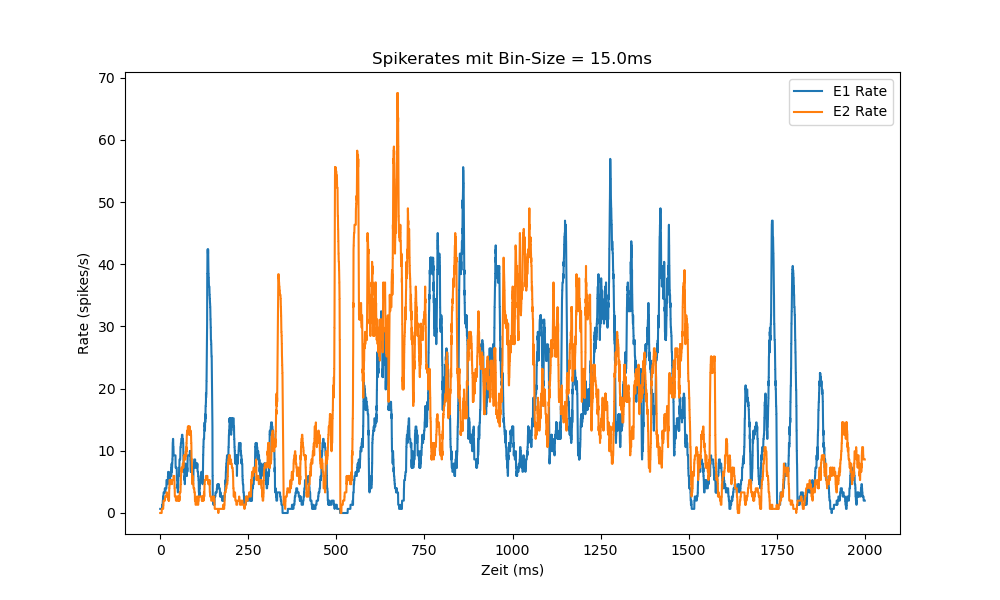 Spikerates mit Bin-Size = 15.0ms
E1 Rate
E2 Rate
Rate (spikes/s)
70
60
50
40
30
20
10
0
0 250 500 750 1000 1250 1500 1750 2000
Zeit (ms)